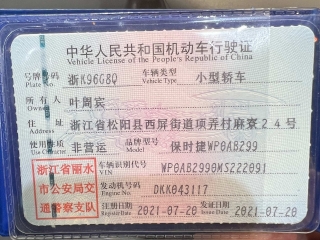 中华人民共和国机动车行驶证
Vehicle License of the People's Republic of China
号牌号码 浙K96G8Q 车辆类型 小型轿车
Plate No. Vehicle Type
所有人 叶周宾
Owner
住址 浙江省松阳县西屏街道项弄村麻寮24号
Address
使用性质 非营运 品牌型号 保时捷WP0AB299
Use Character Model
浙江省丽水 车辆识别代号 WP0AB2990MS222091
VIN
市公安局交 发动机号码 DKK043117
Engine No.
通警察支队 注册日期 2021-07-20 发证日期 2021-07-20
Register Date Issue Date